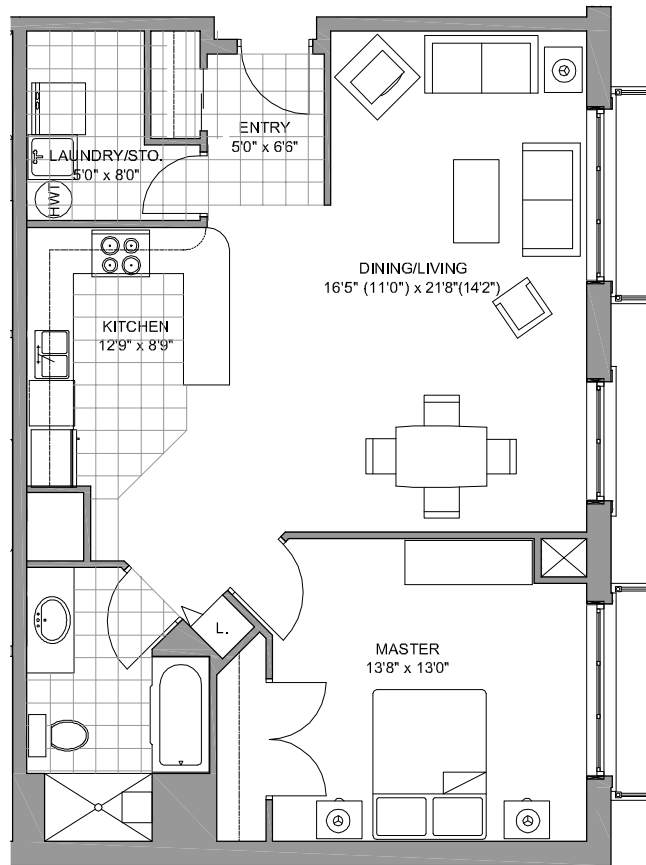 ENTRY
5'0" x 6'6"
LAUNDRY/STO.
5'0" x 8'0"
HWT
DINING/LIVING
16'5" (11'0") x 21'8"(14'2")
KITCHEN
12'9" x 8'9"
L.
MASTER
13'8" x 13'0"